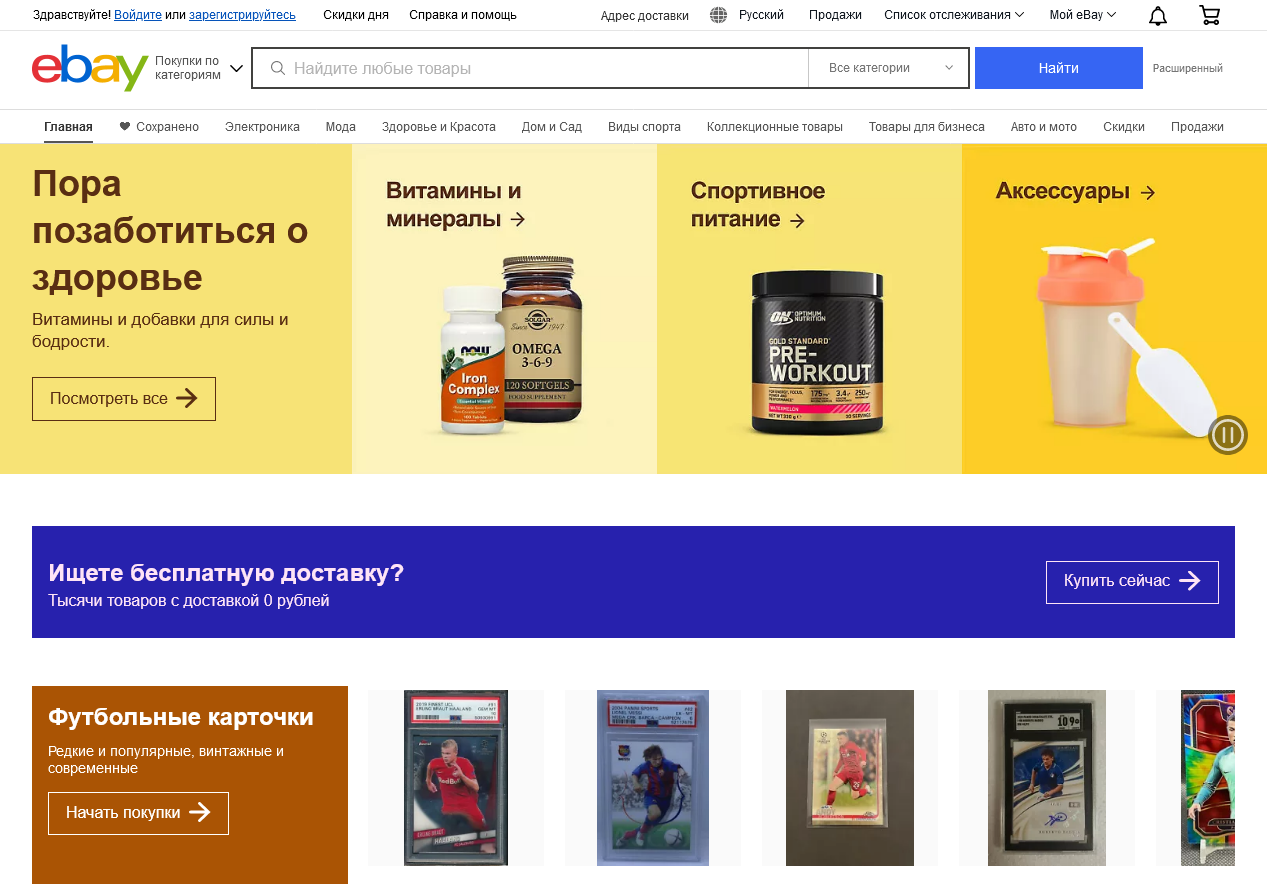 Здравствуйте! Войдите или зарегистрируйтесь
Скидки дня
Справка и помощь
Адрес доставки
Русский
Продажи
Список отслеживания
Мой eBay
ebay
Покупки по
категориям
Найдите любые товары
Все категории
Найти
Расширенный
Главная
Сохранено
Электроника
Мода
Здоровье и Красота
Дом и Сад
Виды спорта
Коллекционные товары
Товары для бизнеса
Авто и мото
Скидки
Продажи
Пора
позаботиться о
здоровье
Витамины и добавки для силы и
бодрости.
Посмотреть все
Витамины и
минералы
NOW
Iron
Complex
SOLGAR
Since 1947
OMEGA
3-6-9
120 SOFTGELS
FOOD SUPPLEMENT
Спортивное
питание
ON OPTIMUM
NUTRITION
GOLD STANDARD
PRE-
WORKOUT
WATERMELON
Аксессуары
Ищете бесплатную доставку?
Тысячи товаров с доставкой 0 рублей
Купить сейчас
Футбольные карточки
Редкие и популярные, винтажные и
современные
Начать покупки